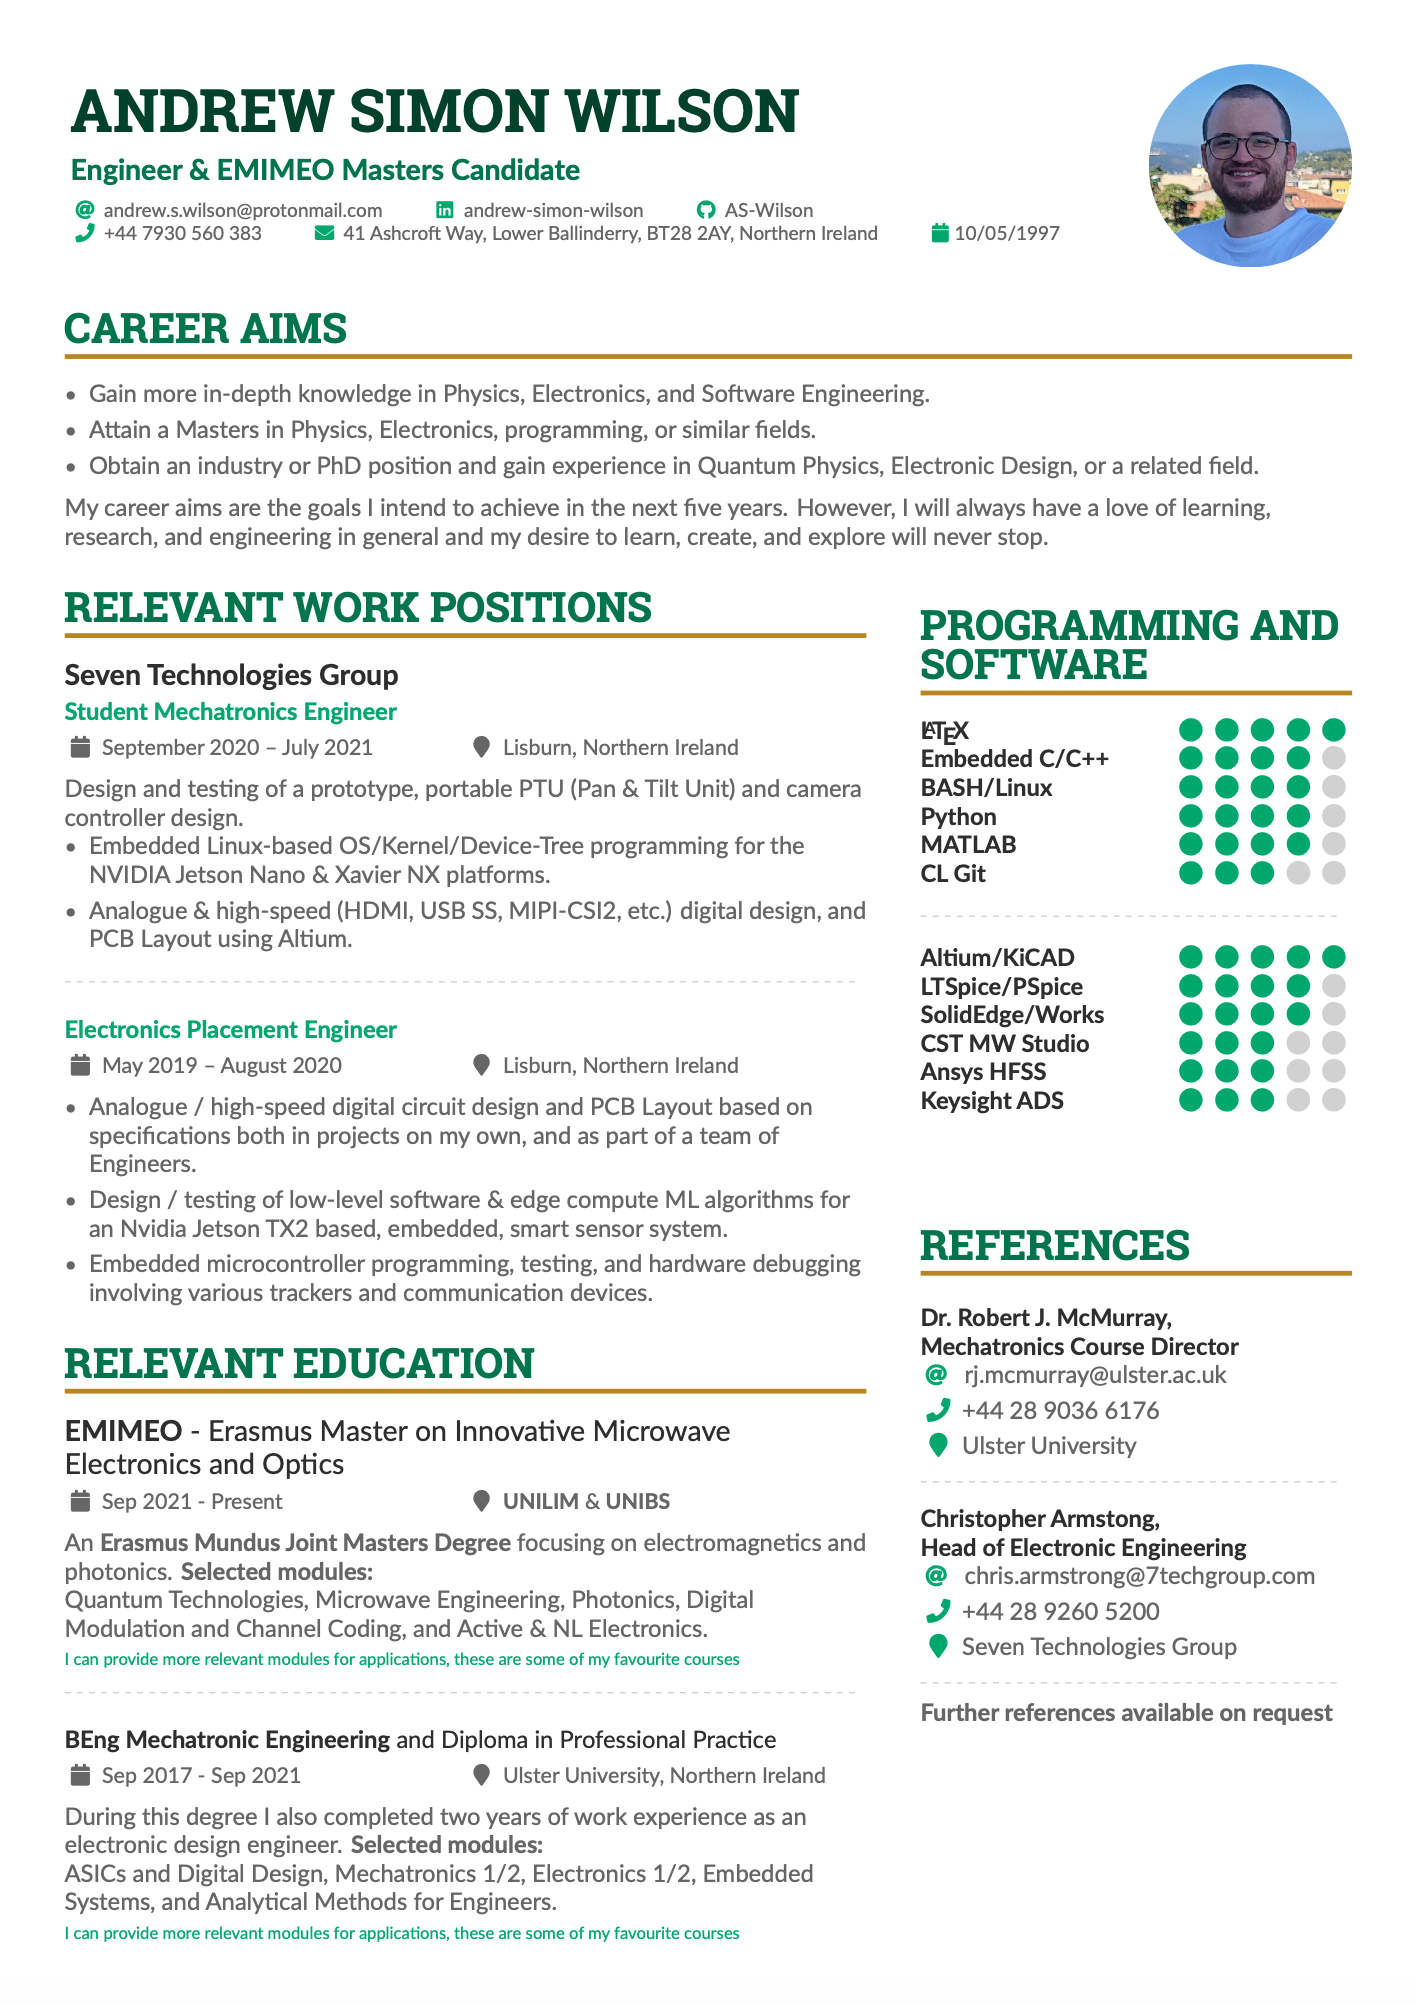 ANDREW SIMON WILSON
Engineer & EMIMEO Masters Candidate
andrew.s.wilson@protonmail.com andrew-simon-wilson AS-Wilson
+44 7930 560 383 41 Ashcroft Way, Lower Ballinderry, BT28 2AY, Northern Ireland 10/05/1997
CAREER AIMS
• Gain more in-depth knowledge in Physics, Electronics, and Software Engineering.
• Attain a Masters in Physics, Electronics, programming, or similar fields.
• Obtain an industry or PhD position and gain experience in Quantum Physics, Electronic Design, or a related field.
My career aims are the goals I intend to achieve in the next five years. However, I will always have a love of learning,
research, and engineering in general and my desire to learn, create, and explore will never stop.
RELEVANT WORK POSITIONS
Seven Technologies Group
Student Mechatronics Engineer
September 2020 – July 2021 Lisburn, Northern Ireland
Design and testing of a prototype, portable PTU (Pan & Tilt Unit) and camera
controller design.
• Embedded Linux-based OS/Kernel/Device-Tree programming for the
NVIDIA Jetson Nano & Xavier NX platforms.
• Analogue & high-speed (HDMI, USB SS, MIPI-CSI2, etc.) digital design, and
PCB Layout using Altium.
Electronics Placement Engineer
May 2019 – August 2020 Lisburn, Northern Ireland
• Analogue / high-speed digital circuit design and PCB Layout based on
specifications both in projects on my own, and as part of a team of
Engineers.
• Design / testing of low-level software & edge compute ML algorithms for
an Nvidia Jetson TX2 based, embedded, smart sensor system.
• Embedded microcontroller programming, testing, and hardware debugging
involving various trackers and communication devices.
RELEVANT EDUCATION
EMIMEO - Erasmus Master on Innovative Microwave
Electronics and Optics
Sep 2021 - Present UNILIM & UNIBS
An Erasmus Mundus Joint Masters Degree focusing on electromagnetics and
photonics. Selected modules:
Quantum Technologies, Microwave Engineering, Photonics, Digital
Modulation and Channel Coding, and Active & NL Electronics.
I can provide more relevant modules for applications, these are some of my favourite courses
BEng Mechatronic Engineering and Diploma in Professional Practice
Sep 2017 - Sep 2021 Ulster University, Northern Ireland
During this degree I also completed two years of work experience as an
electronic design engineer. Selected modules:
ASICs and Digital Design, Mechatronics 1/2, Electronics 1/2, Embedded
Systems, and Analytical Methods for Engineers.
I can provide more relevant modules for applications, these are some of my favourite courses
PROGRAMMING AND
SOFTWARE
LATEX
Embedded C/C++
BASH/Linux
Python
MATLAB
CL Git
Altium/KiCAD
LTSpice/PSpice
SolidEdge/Works
CST MW Studio
Ansys HFSS
Keysight ADS
REFERENCES
Dr. Robert J. McMurray,
Mechatronics Course Director
rj.mcmurray@ulster.ac.uk
+44 28 9036 6176
Ulster University
Christopher Armstong,
Head of Electronic Engineering
chris.armstrong@7techgroup.com
+44 28 9260 5200
Seven Technologies Group
Further references available on request